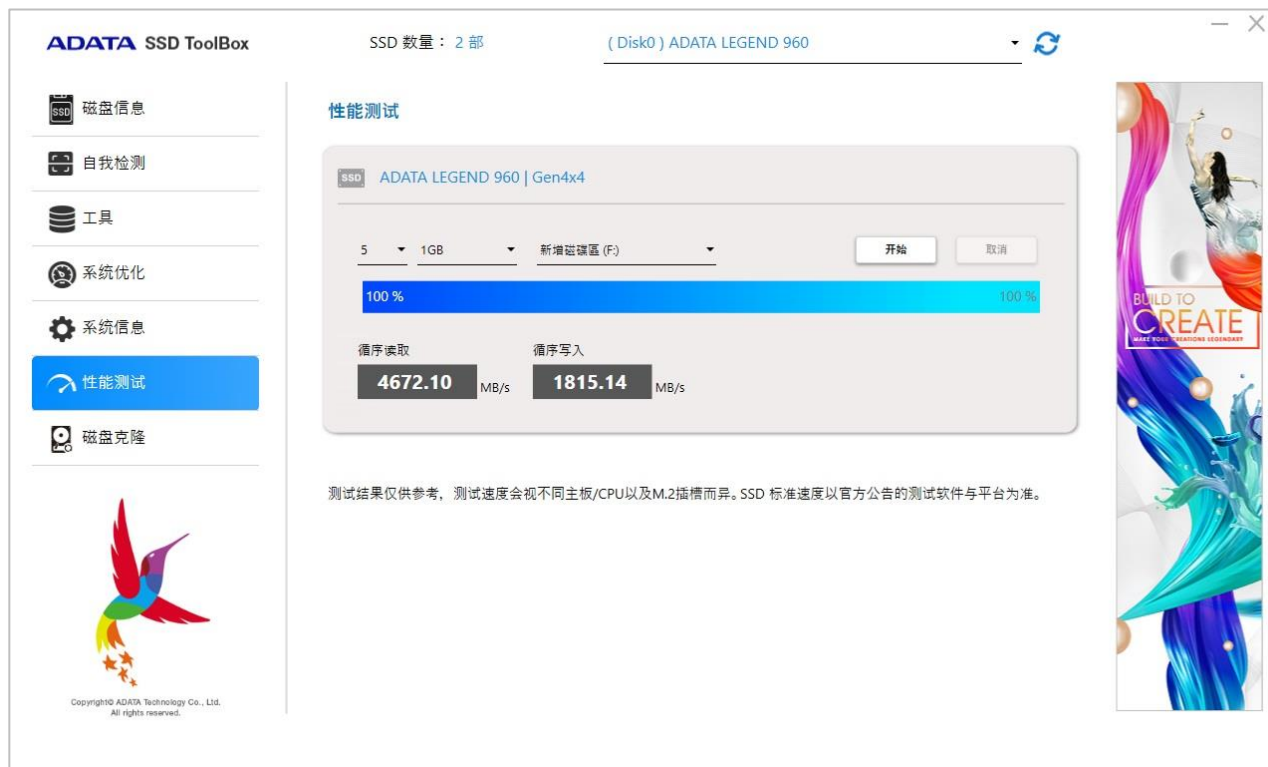 ADATA SSD ToolBox
SSD 数量： 2 部
( Disk0 ) ADATA LEGEND 960
SSD 磁盘信息
自我检测
工具
系统优化
系统信息
性能测试
磁盘克隆
Copyright© ADATA Technology Co., Ltd.
All rights reserved.
性能测试
SSD ADATA LEGEND 960 | Gen4x4
5 1GB 新增磁碟區 (F:) 开始 取消
100 % 100 %
循序读取 循序写入
4672.10 MB/s 1815.14 MB/s
测试结果仅供参考，测试速度会视不同主板/CPU以及M.2插槽而异。SSD 标准速度以官方公告的测试软件与平台为准。
BUILD TO
CREATE
MAKE YOUR CREATIONS LEGENDARY